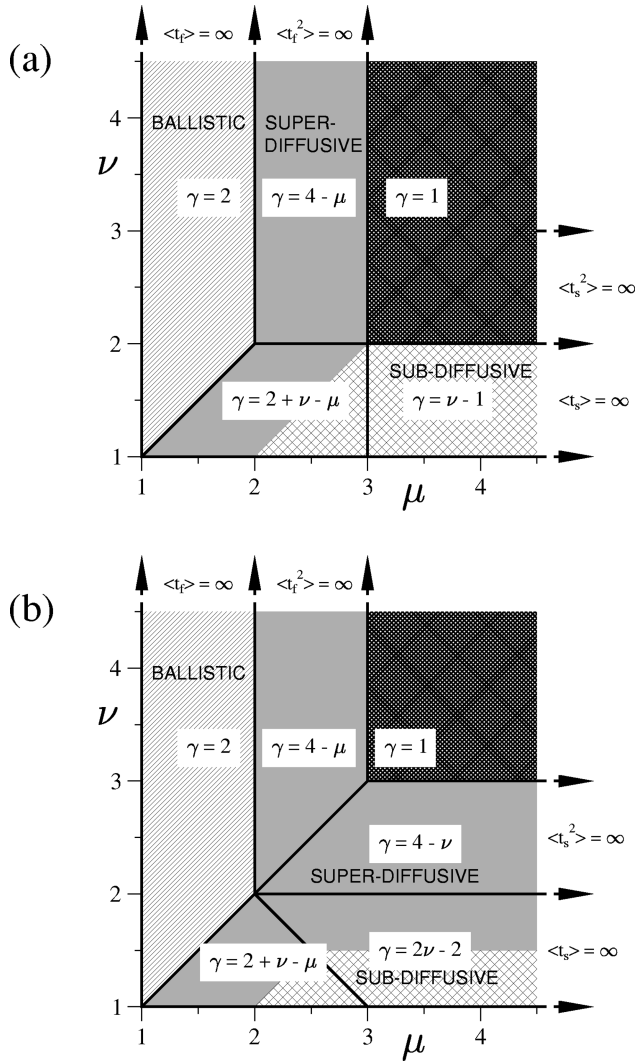 (a)
<t_f> = ∞
<t_f^2> = ∞
4
BALLISTIC
SUPER-
DIFFUSIVE
ν
γ = 2
γ = 4 - μ
γ = 1
3
<t_s^2> = ∞
2
SUB-DIFFUSIVE
γ = 2 + ν - μ
γ = ν - 1
<t_s> = ∞
1
1
2
3
4
μ
(b)
<t_f> = ∞
<t_f^2> = ∞
4
BALLISTIC
ν
γ = 2
γ = 4 - μ
γ = 1
3
γ = 4 - ν
<t_s^2> = ∞
SUPER-DIFFUSIVE
2
γ = 2 + ν - μ
γ = 2ν - 2
<t_s> = ∞
SUB-DIFFUSIVE
1
1
2
3
4
μ